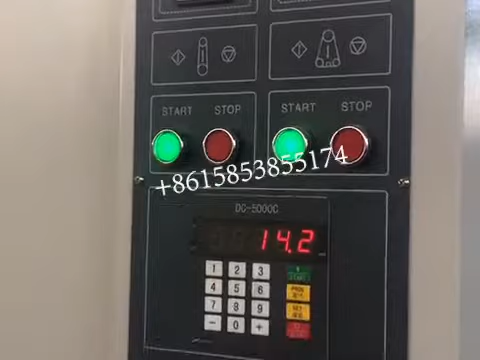 START STOP START STOP
+8615853855174
DC-5000C
14.2
1 2 3
START
4 5 6
7 8 9
- 0 +